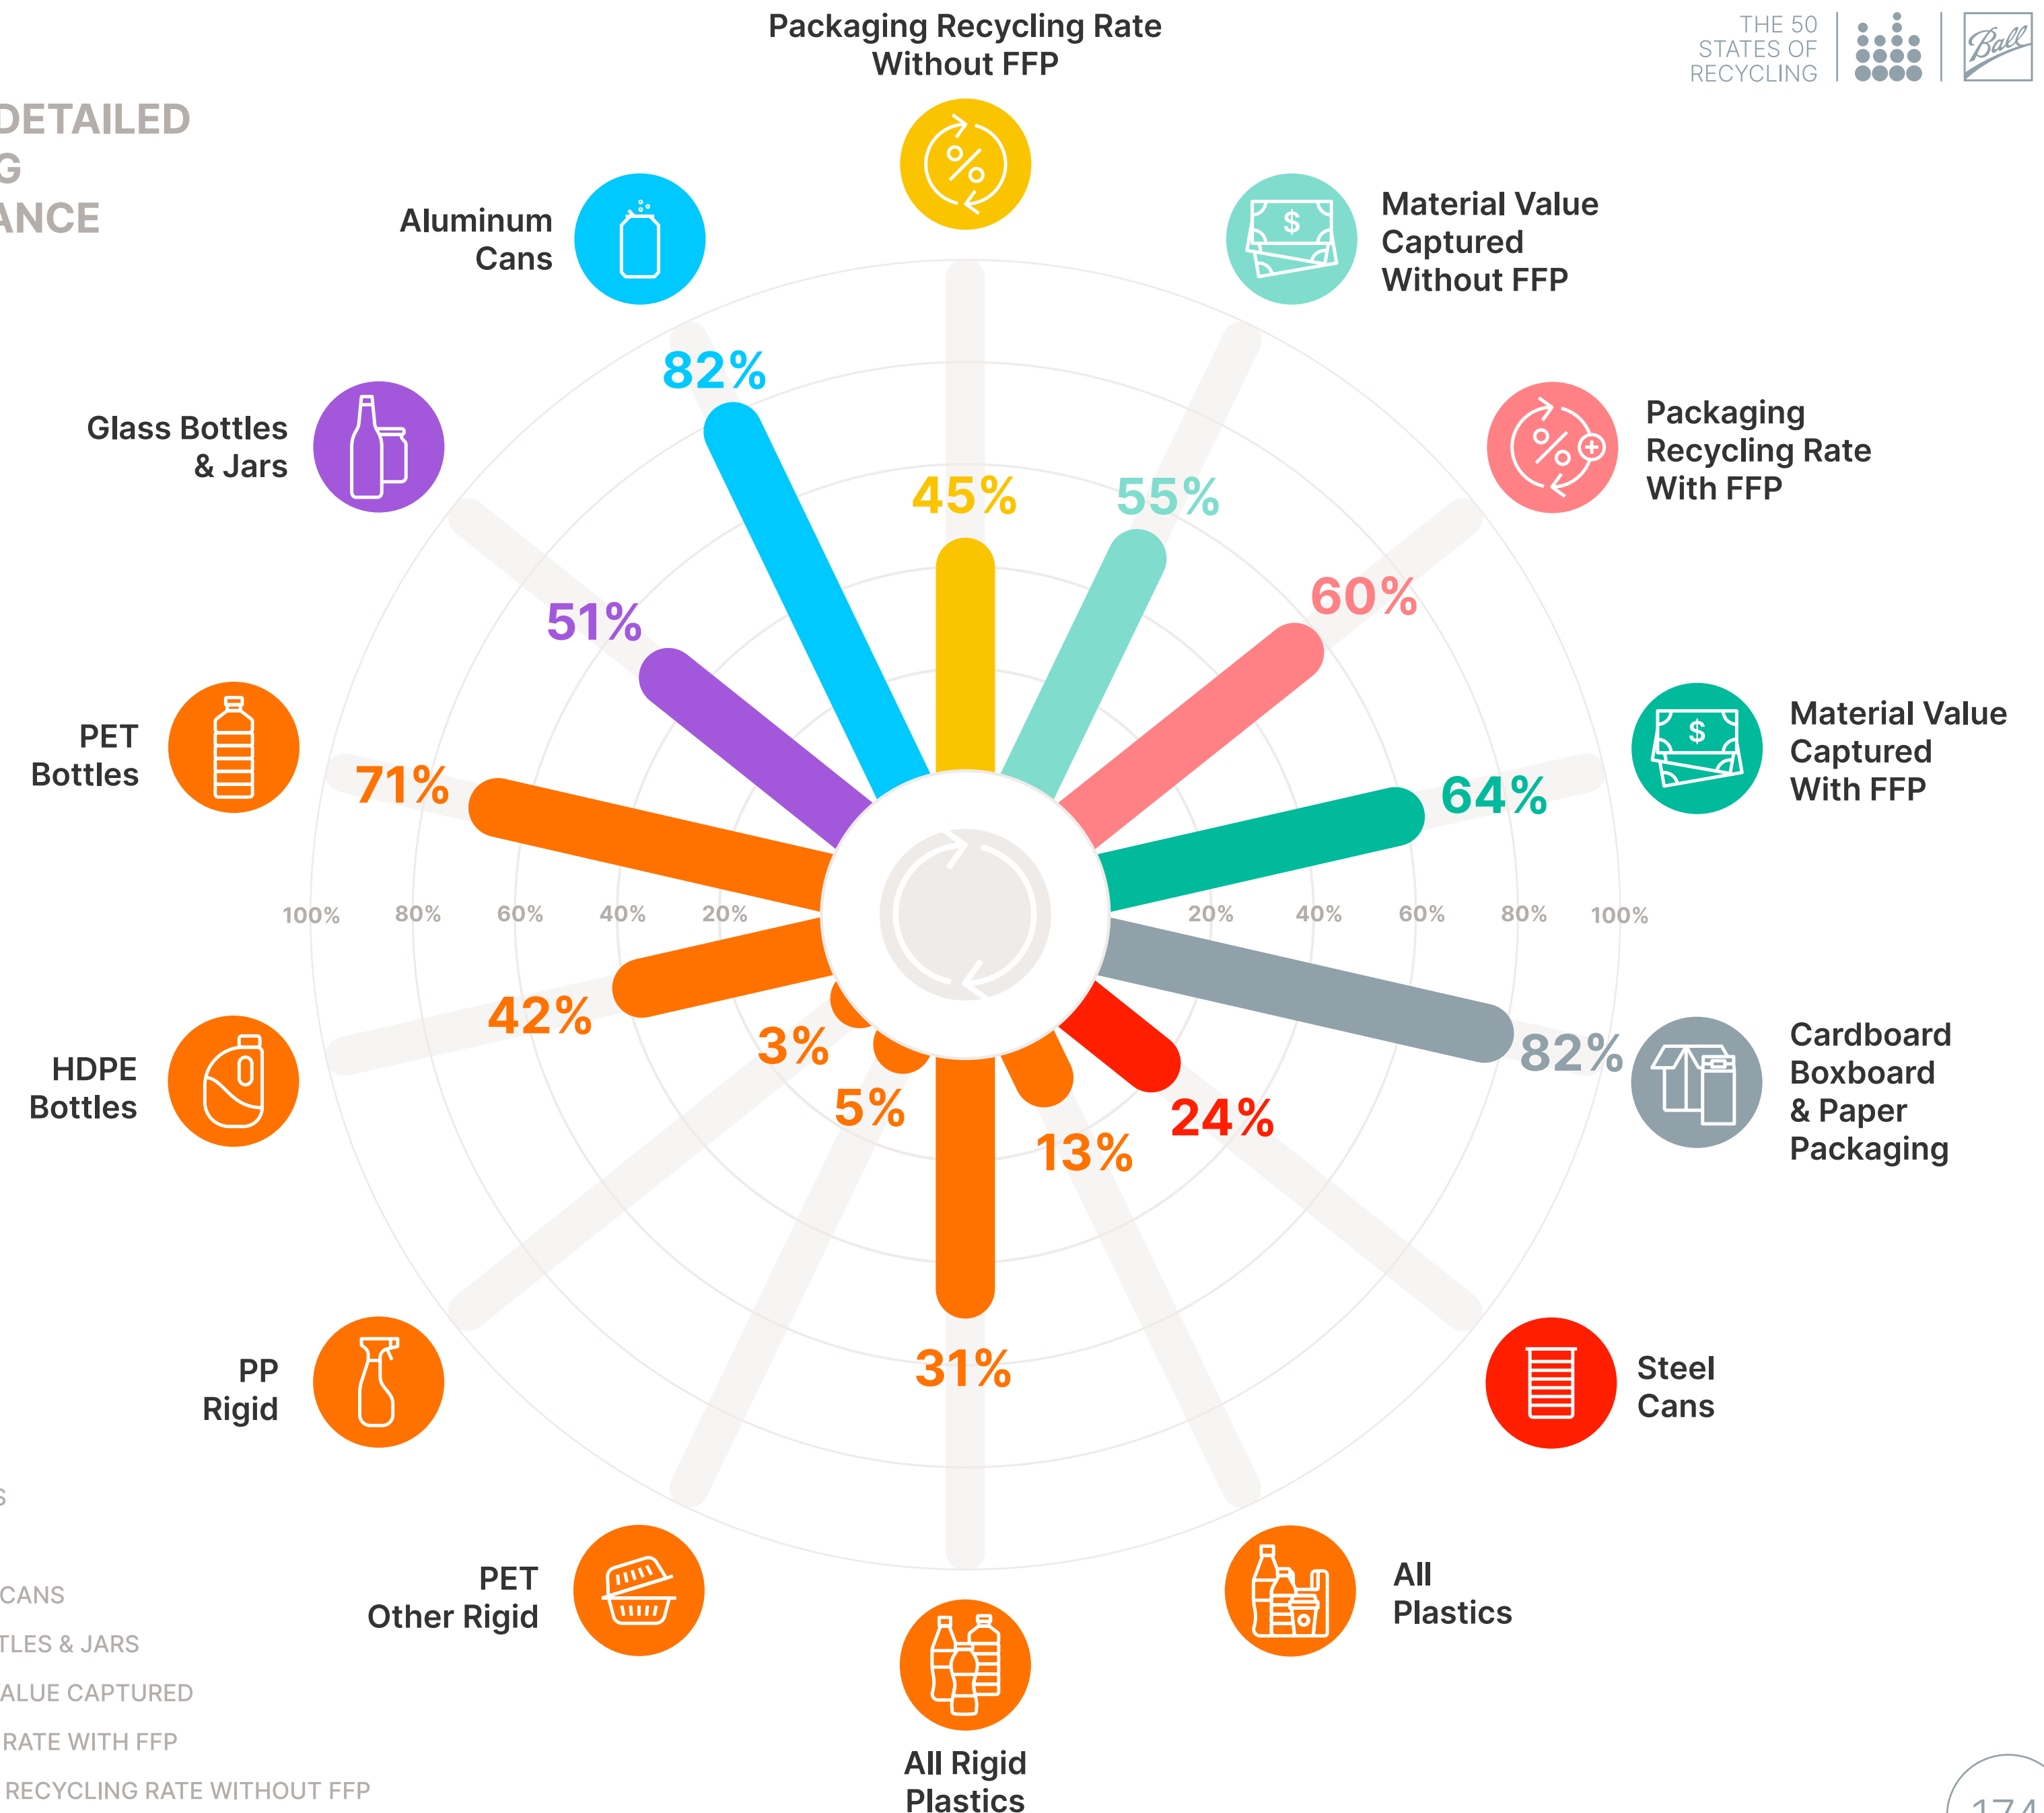 Packaging Recycling Rate
Without FFP
THE 50
STATES OF
RECYCLING
Ball
DETAILED
G
ANCE
Aluminum
Cans
Material Value
Captured
Without FFP
$
82%
Glass Bottles
& Jars
Packaging
Recycling Rate
With FFP
45%
55%
60%
51%
PET
Bottles
71%
64%
Material Value
Captured
With FFP
$
100%
80%
60%
40%
20%
20%
40%
60%
80%
100%
HDPE
Bottles
42%
3%
5%
31%
13%
24%
82%
Cardboard
Boxboard
& Paper
Packaging
PP
Rigid
Steel
Cans
PET
Other Rigid
All
Plastics
All Rigid
Plastics
S
CANS
TLES & JARS
ALUE CAPTURED
RATE WITH FFP
RECYCLING RATE WITHOUT FFP
174